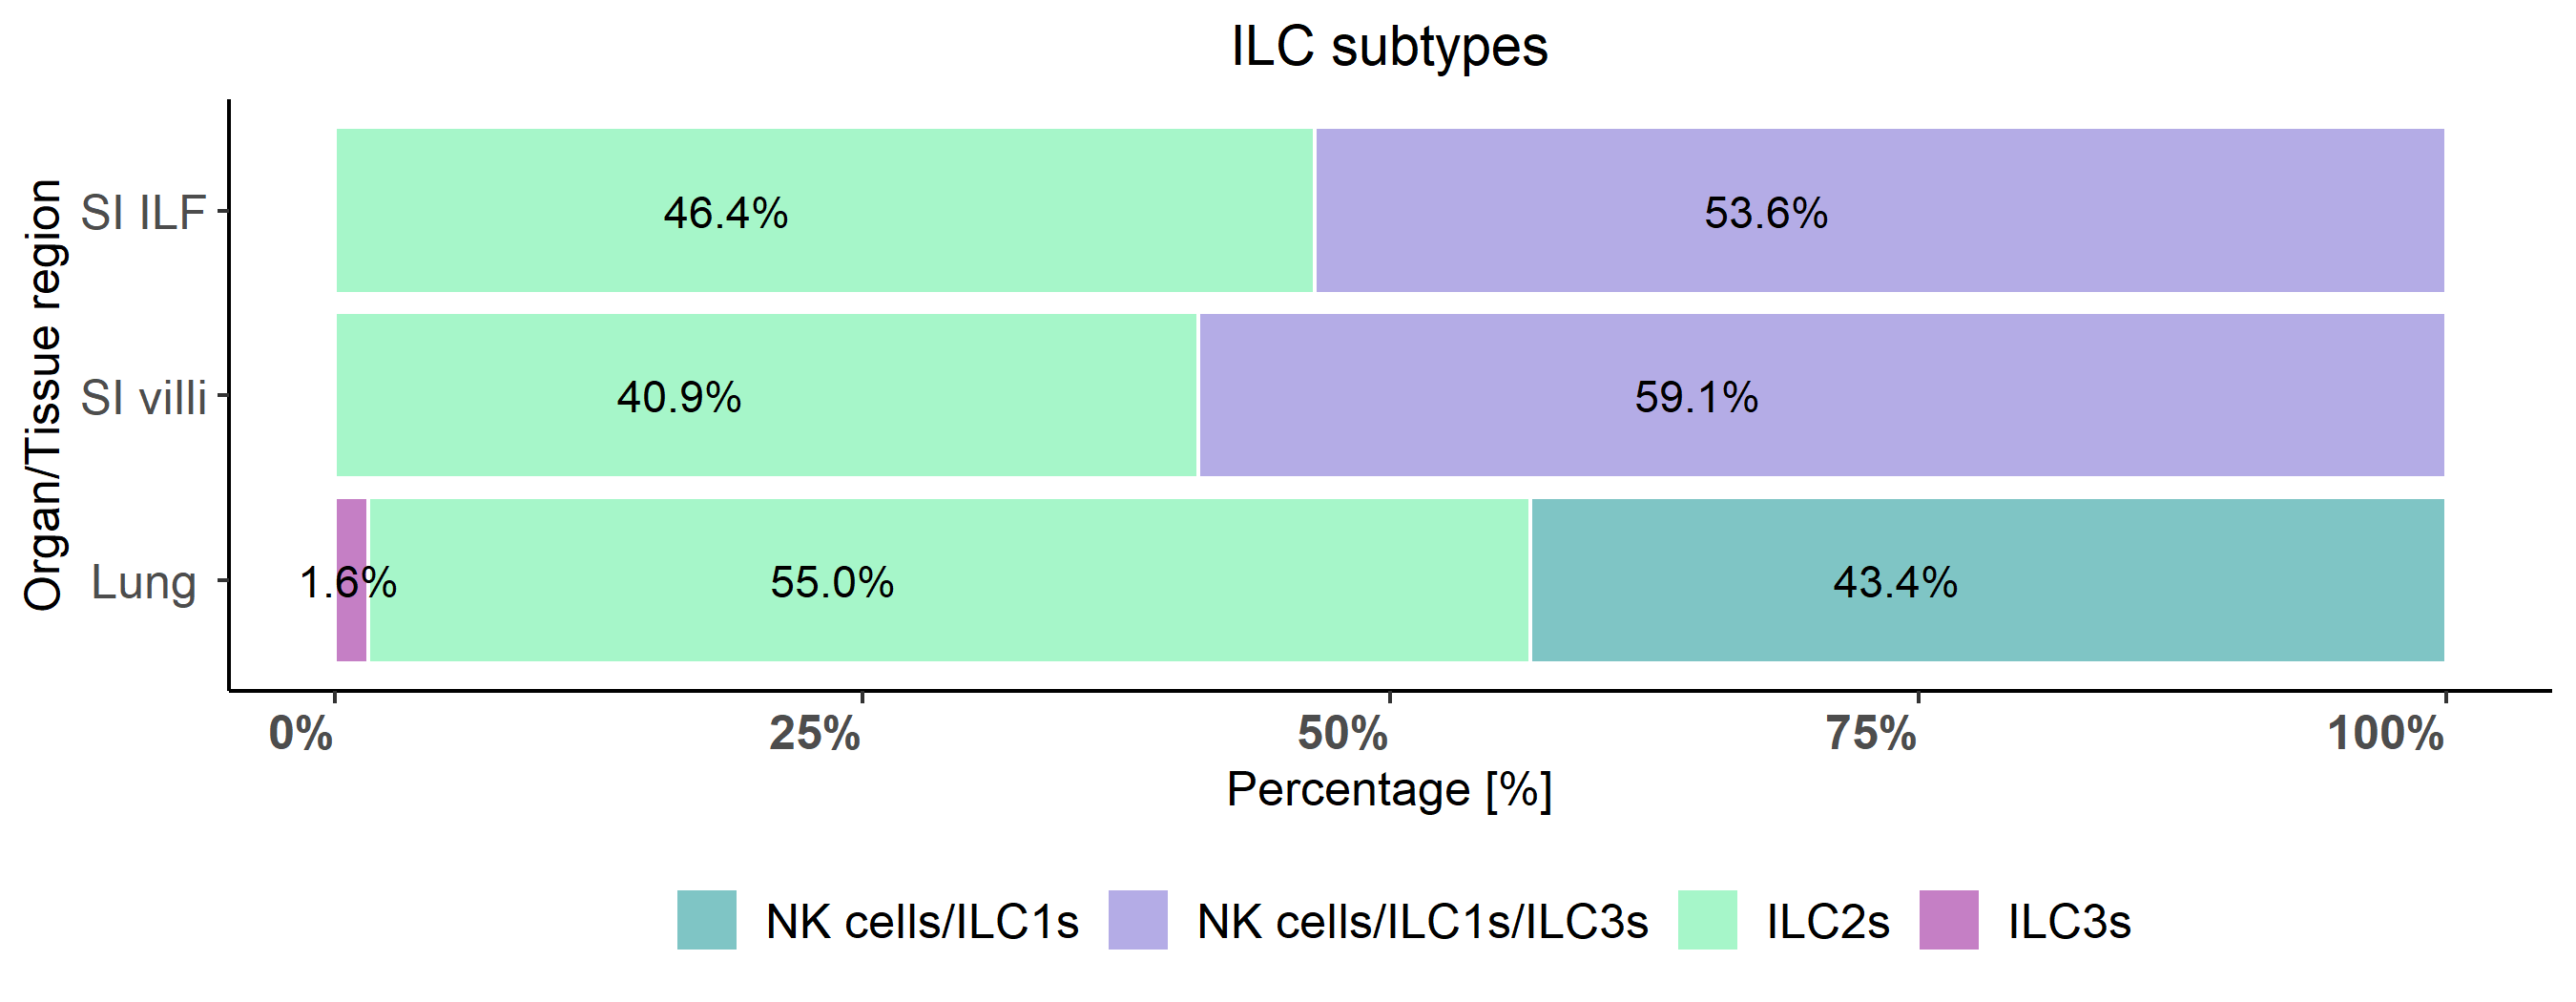 ILC subtypes
Organ/Tissue region
SI ILF
46.4%
53.6%
SI villi
40.9%
59.1%
Lung
1.6%
55.0%
43.4%
0%
25%
50%
75%
100%
Percentage [%]
NK cells/ILC1s
NK cells/ILC1s/ILC3s
ILC2s
ILC3s